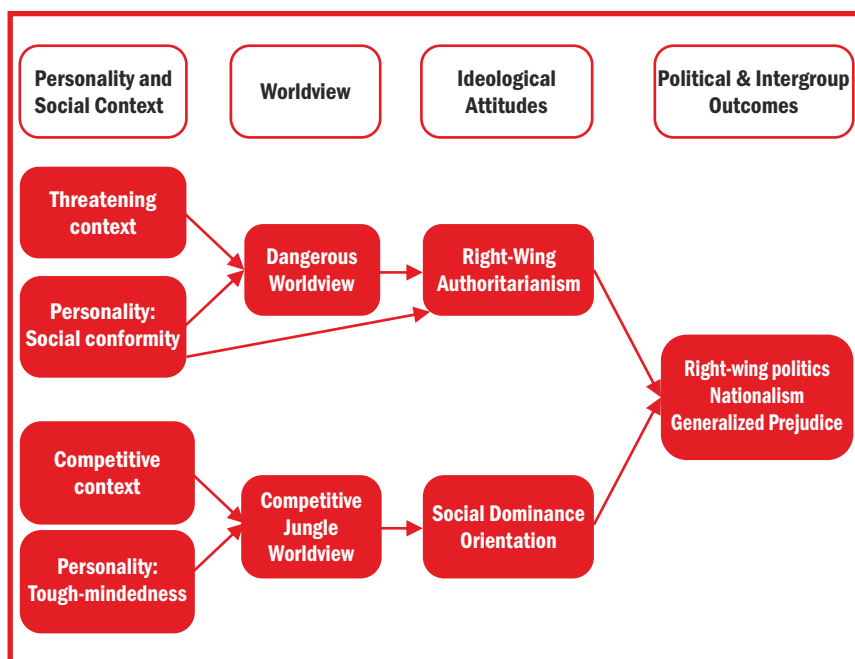 Personality and
Social Context
Worldview
Ideological
Attitudes
Political & Intergroup
Outcomes
Threatening
context
Personality:
Social conformity
Dangerous
Worldview
Right-Wing
Authoritarianism
Right-wing politics
Nationalism
Generalized Prejudice
Competitive
context
Personality:
Tough-mindedness
Competitive
Jungle
Worldview
Social Dominance
Orientation